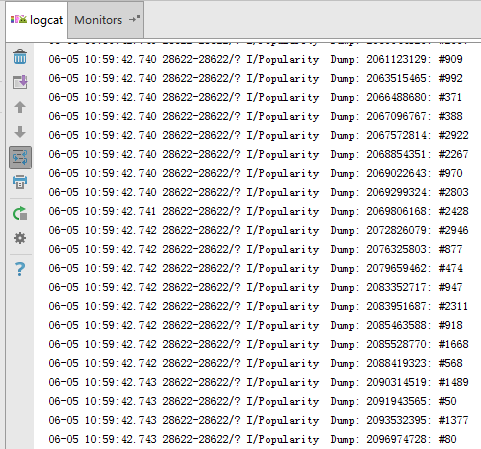 logcat Monitors
06-05 10:59:42.740 28622-28622/? I/Popularity Dump: 2061123129: #909
06-05 10:59:42.740 28622-28622/? I/Popularity Dump: 2063515465: #992
06-05 10:59:42.740 28622-28622/? I/Popularity Dump: 2066488680: #371
06-05 10:59:42.740 28622-28622/? I/Popularity Dump: 2067096767: #388
06-05 10:59:42.740 28622-28622/? I/Popularity Dump: 2067572814: #2922
06-05 10:59:42.740 28622-28622/? I/Popularity Dump: 2068854351: #2267
06-05 10:59:42.740 28622-28622/? I/Popularity Dump: 2069022643: #970
06-05 10:59:42.740 28622-28622/? I/Popularity Dump: 2069299324: #2803
06-05 10:59:42.741 28622-28622/? I/Popularity Dump: 2069806168: #2428
06-05 10:59:42.742 28622-28622/? I/Popularity Dump: 2072826079: #2946
06-05 10:59:42.742 28622-28622/? I/Popularity Dump: 2076325803: #877
06-05 10:59:42.742 28622-28622/? I/Popularity Dump: 2079659462: #474
06-05 10:59:42.742 28622-28622/? I/Popularity Dump: 2083352717: #947
06-05 10:59:42.742 28622-28622/? I/Popularity Dump: 2083951687: #2311
06-05 10:59:42.742 28622-28622/? I/Popularity Dump: 2085463588: #918
06-05 10:59:42.742 28622-28622/? I/Popularity Dump: 2085528770: #1668
06-05 10:59:42.742 28622-28622/? I/Popularity Dump: 2088419323: #568
06-05 10:59:42.743 28622-28622/? I/Popularity Dump: 2090314519: #1489
06-05 10:59:42.743 28622-28622/? I/Popularity Dump: 2091943565: #50
06-05 10:59:42.743 28622-28622/? I/Popularity Dump: 2093532395: #1377
06-05 10:59:42.743 28622-28622/? I/Popularity Dump: 2096974728: #80